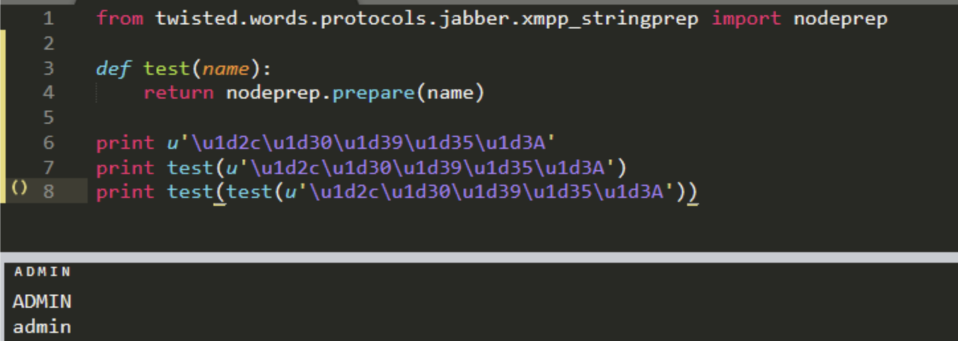 1 from twisted.words.protocols.jabber.xmpp_stringprep import nodeprep
2
3 def test(name):
4     return nodeprep.prepare(name)
5
6 print u'\u1d2c\u1d30\u1d39\u1d35\u1d3A'
7 print test(u'\u1d2c\u1d30\u1d39\u1d35\u1d3A')
() 8 print test(test(u'\u1d2c\u1d30\u1d39\u1d35\u1d3A'))
ᴬᴰᴹᴵᴺ
ADMIN
admin